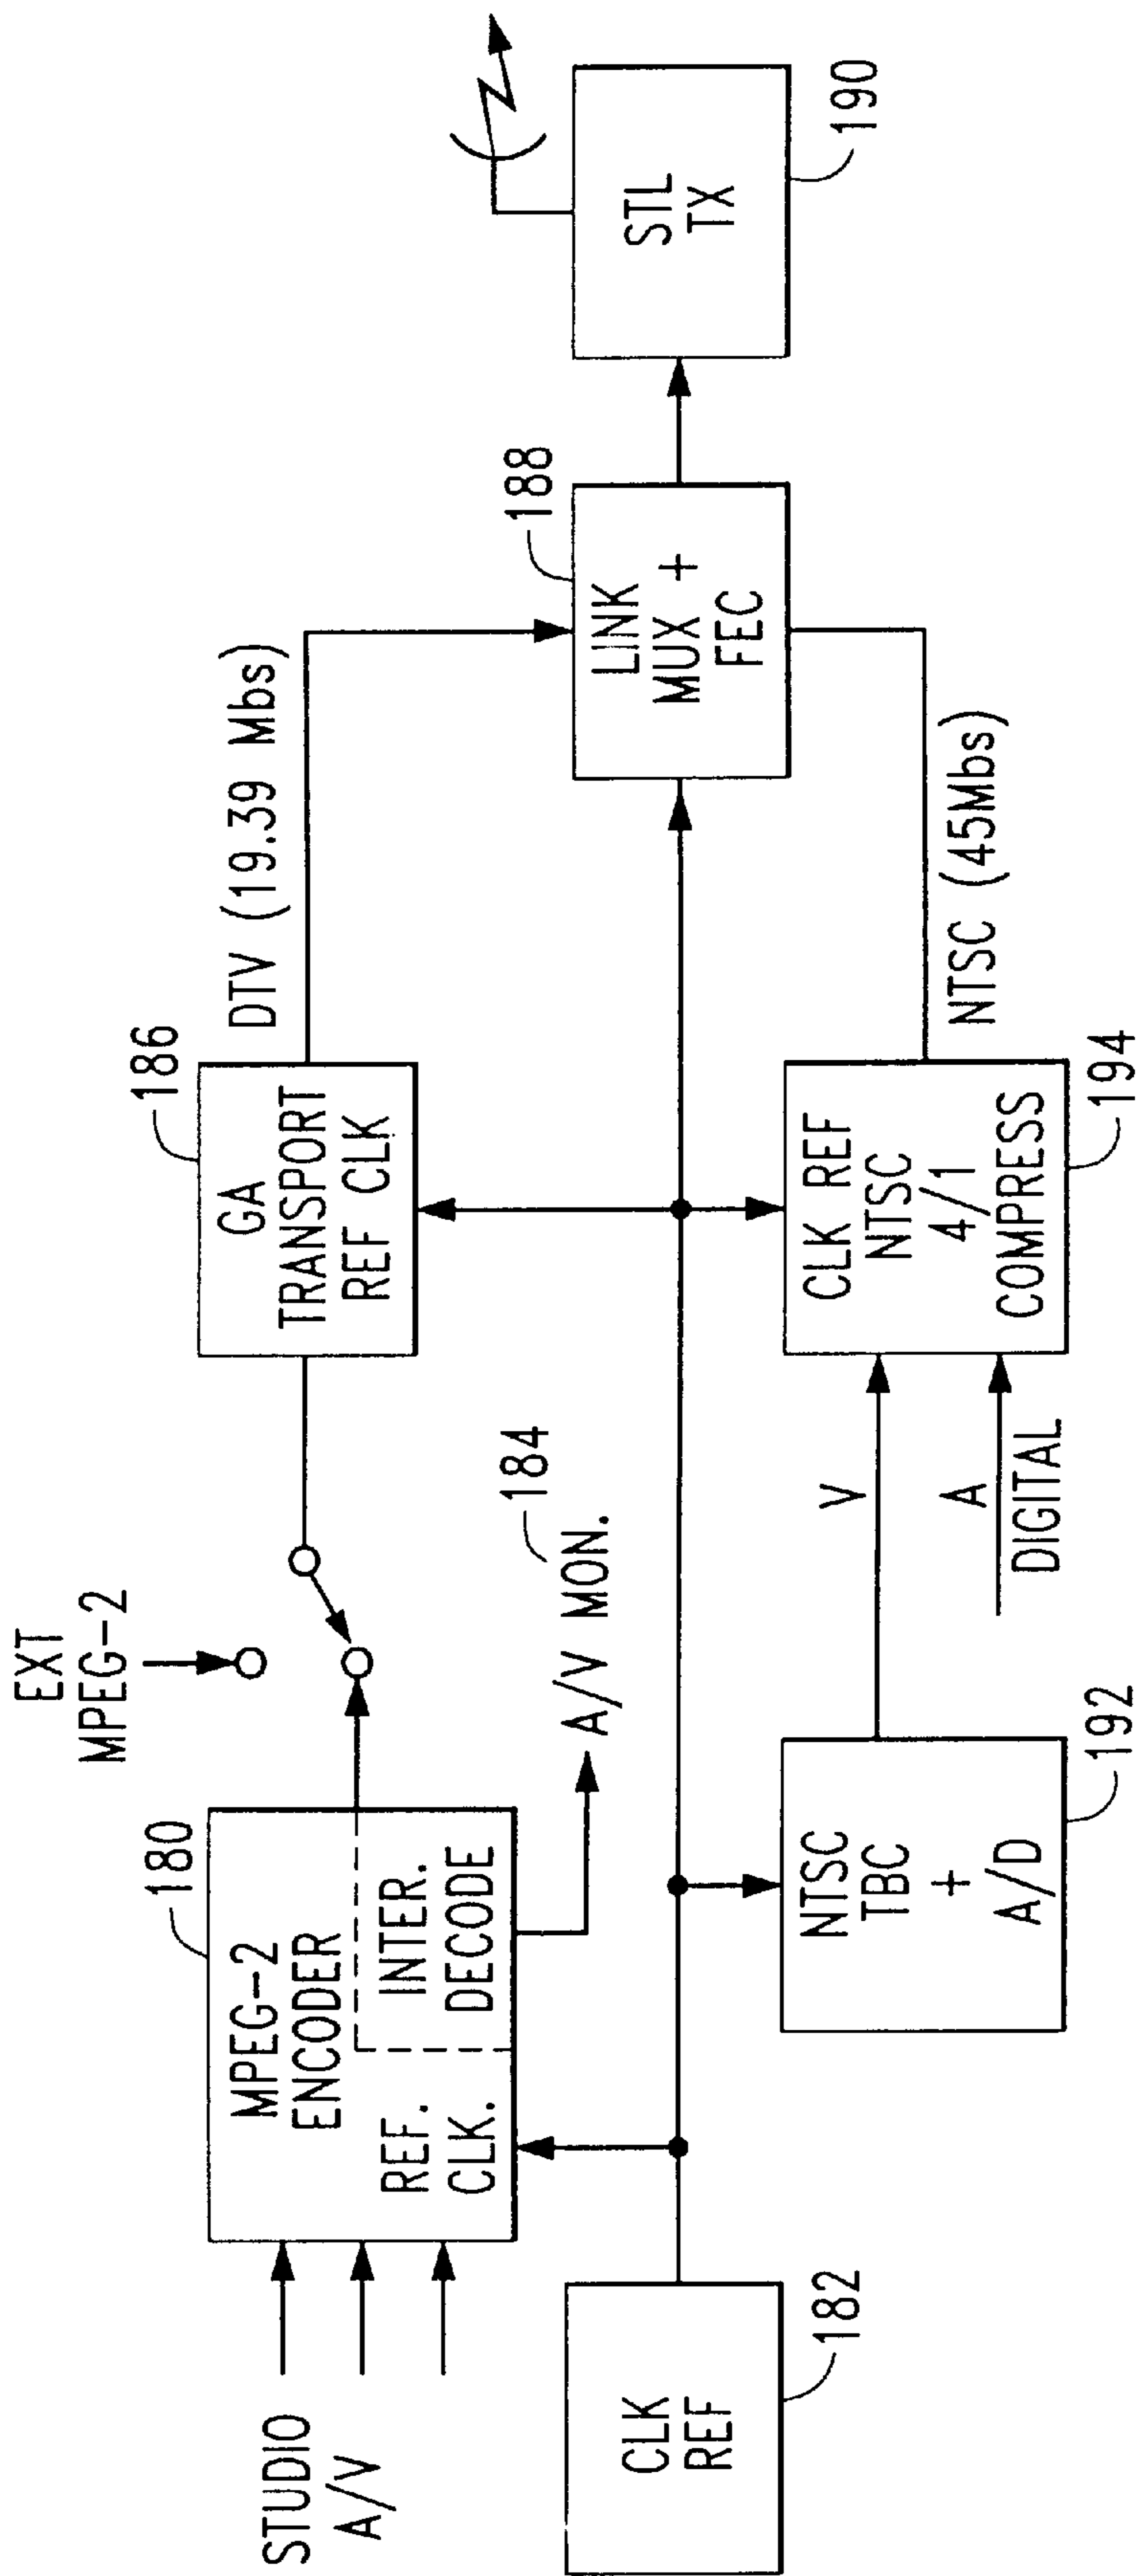 STUDIO
A/V
180
MPEG-2
ENCODER
REF.
CLK.
INTER.
DECODE
EXT
MPEG-2
184
A/V MON.
186
GA
TRANSPORT
REF CLK
DTV (19.39 Mbs)
188
LINK
MUX +
FEC
STL
TX
190
CLK
REF
182
NTSC
TBC
+
A/D
192
V
A
DIGITAL
CLK REF
NTSC
4/1
COMPRESS
194
NTSC (45Mbs)